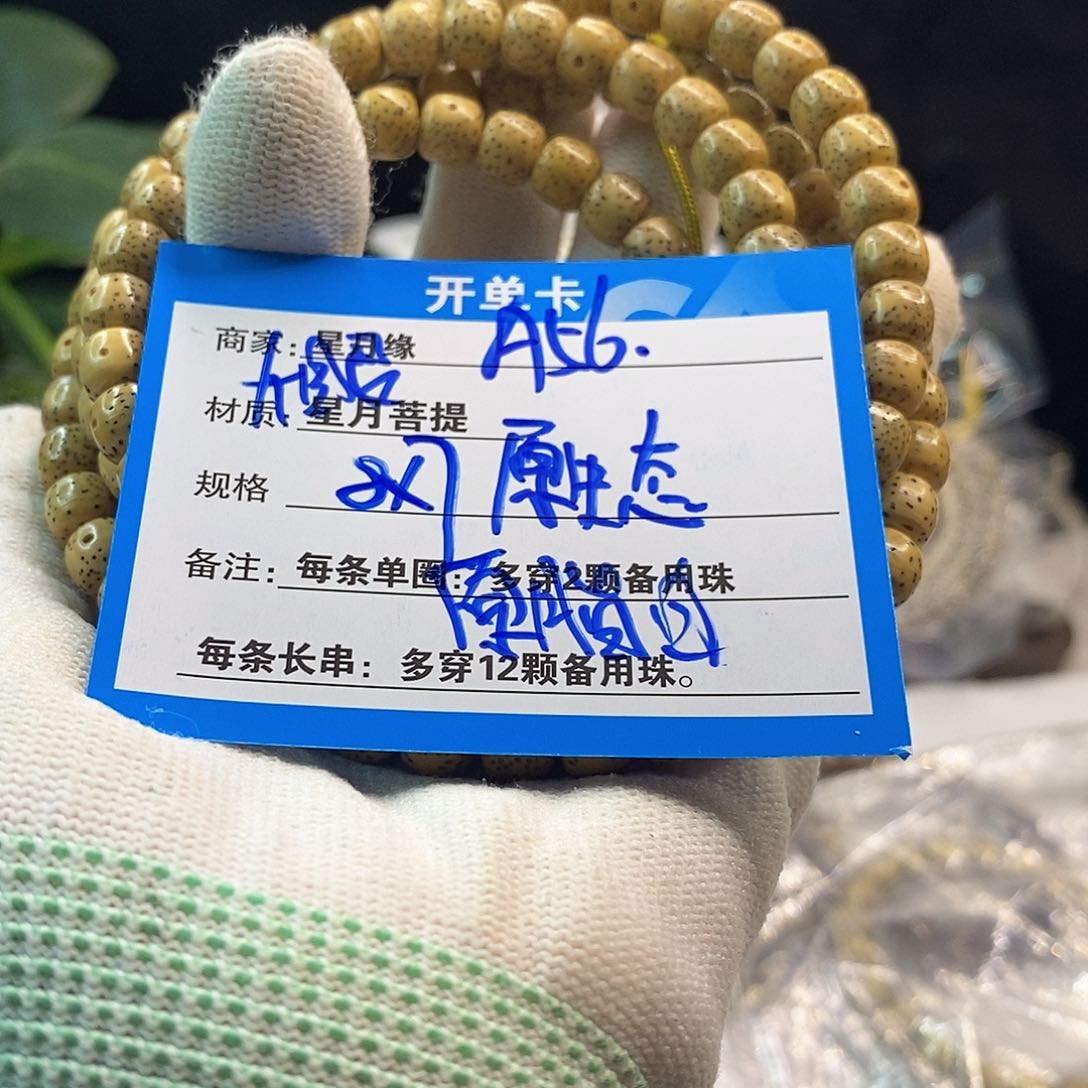 开单卡
商家：星月缘 A56.
材质：星月菩提
规格 8X7 原生态
备注：每条单圈：多穿2颗备用珠
每条长串：多穿12颗备用珠。